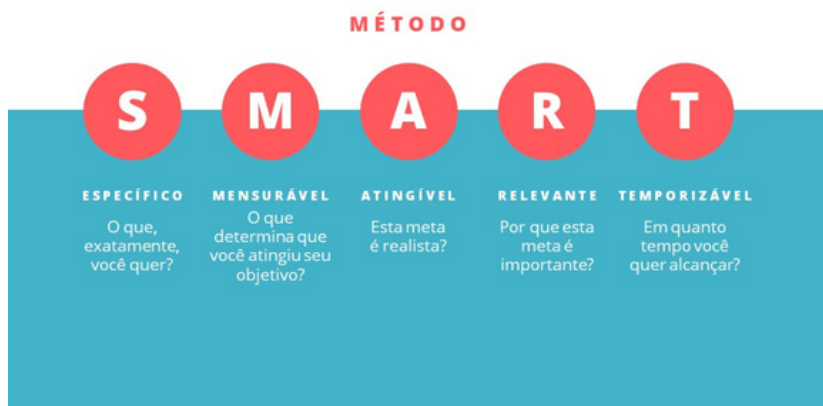 MÉTODO
S M A R T
ESPECÍFICO
O que,
exatamente,
você quer?
MENSURÁVEL
O que
determina que
você atingiu seu
objetivo?
ATINGÍVEL
Esta meta
é realista?
RELEVANTE
Por que esta
meta é
importante?
TEMPORIZÁVEL
Em quanto
tempo você
quer alcançar?